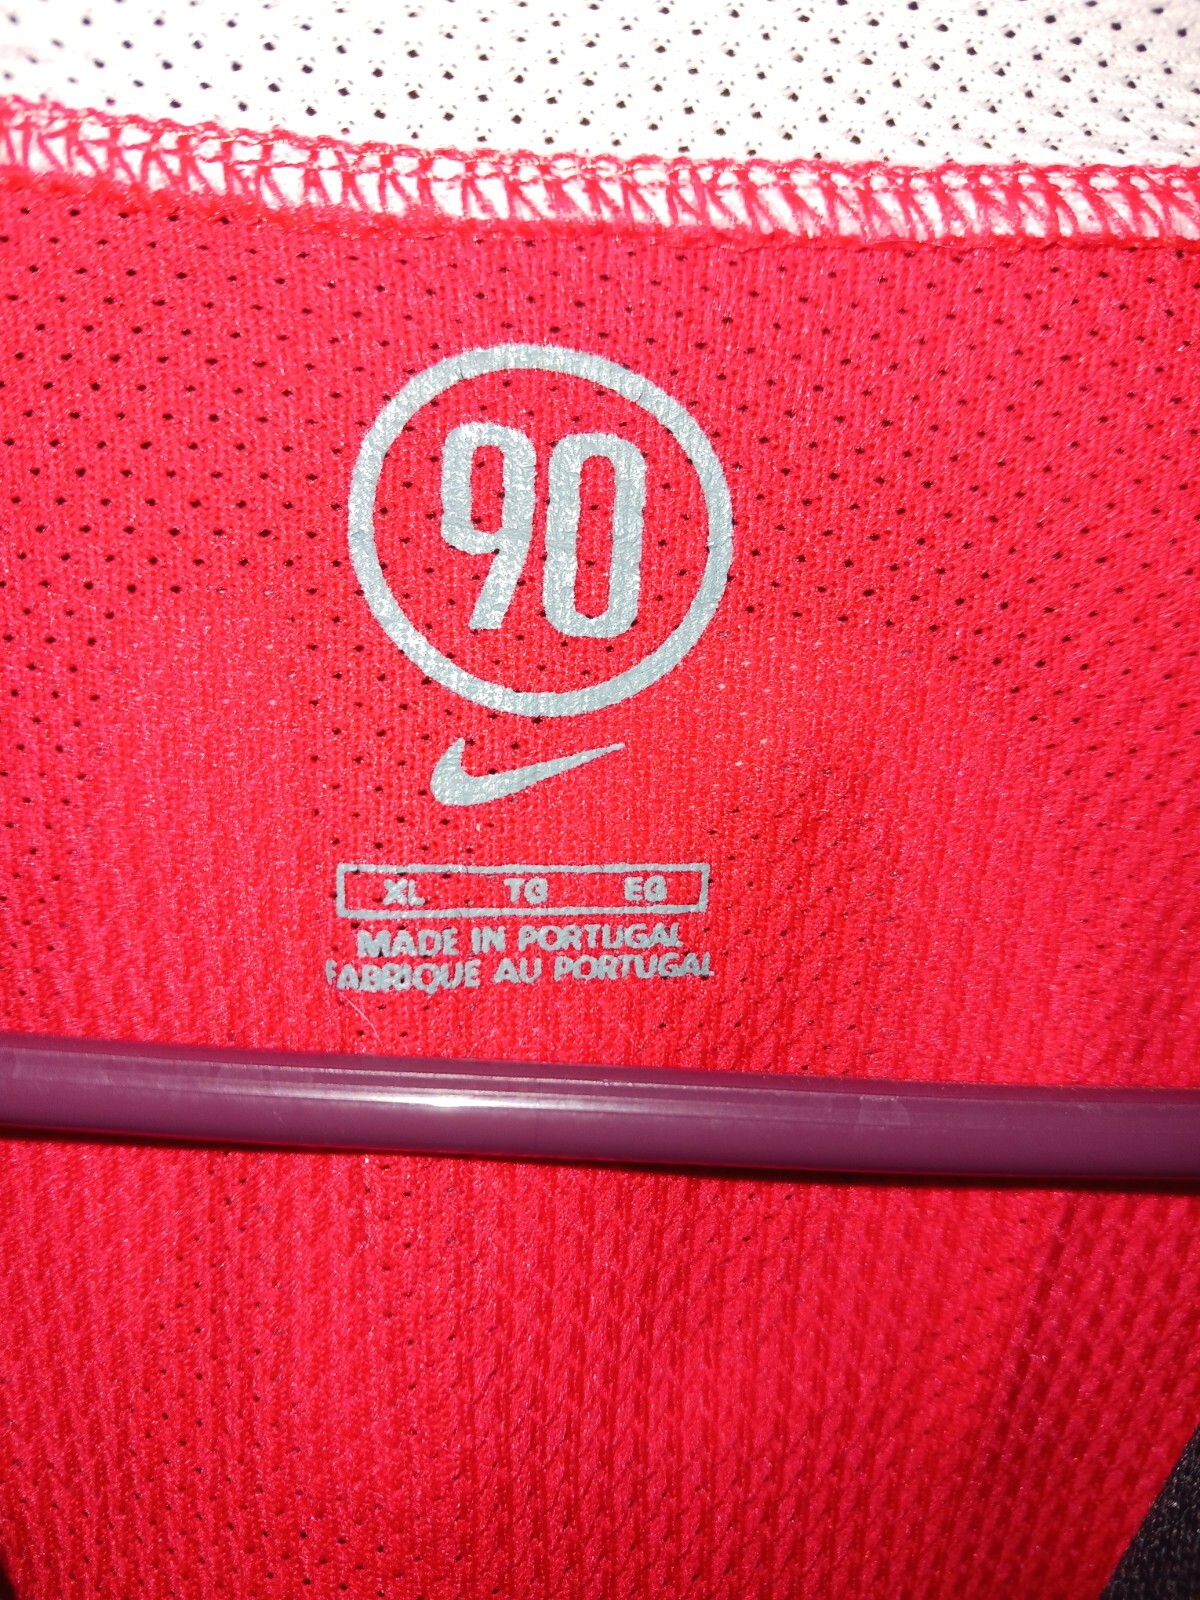 90
XL TG EG
MADE IN PORTUGAL
FABRIQUE AU PORTUGAL